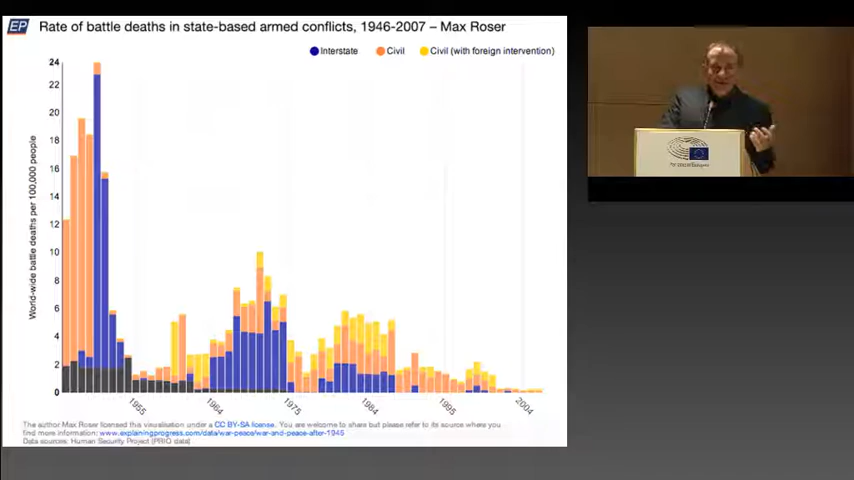 EP Rate of battle deaths in state-based armed conflicts, 1946-2007 – Max Roser
Interstate Civil Civil (with foreign intervention)
24
22
20
18
16
14
12
10
8
6
4
2
0
World-wide battle deaths per 100,000 people
1955 1964 1975 1984 1995 2004
The author Max Roser licensed this visualisation under a CC BY-SA license. You are welcome to share but please refer to its source where you
find more information: www.explainingprogress.com/data/war-peace/war-and-peace-after-1945
Data sources: Human Security Project (PRIO data)